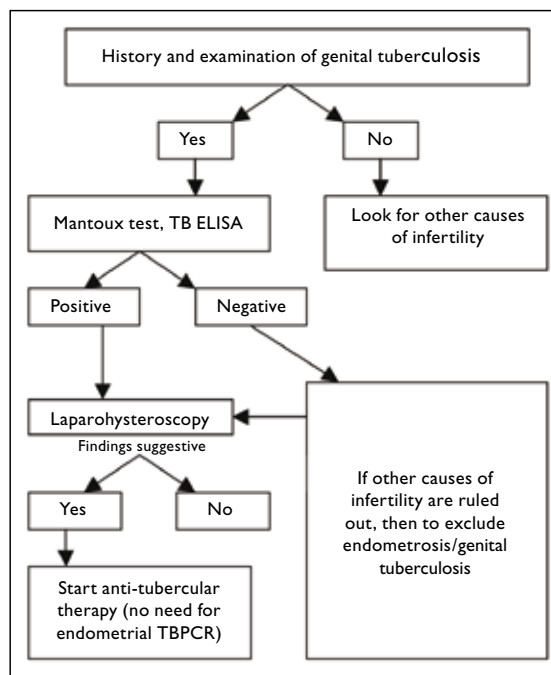 History and examination of genital tuberculosis
Yes
No
Mantoux test, TB ELISA
Look for other causes
of infertility
Positive
Negative
Laparohysteroscopy
Findings suggestive
Yes
No
If other causes of
infertility are ruled
out, then to exclude
endometrosis/genital
tuberculosis
Start anti-tubercular
therapy (no need for
endometrial TBPCR)